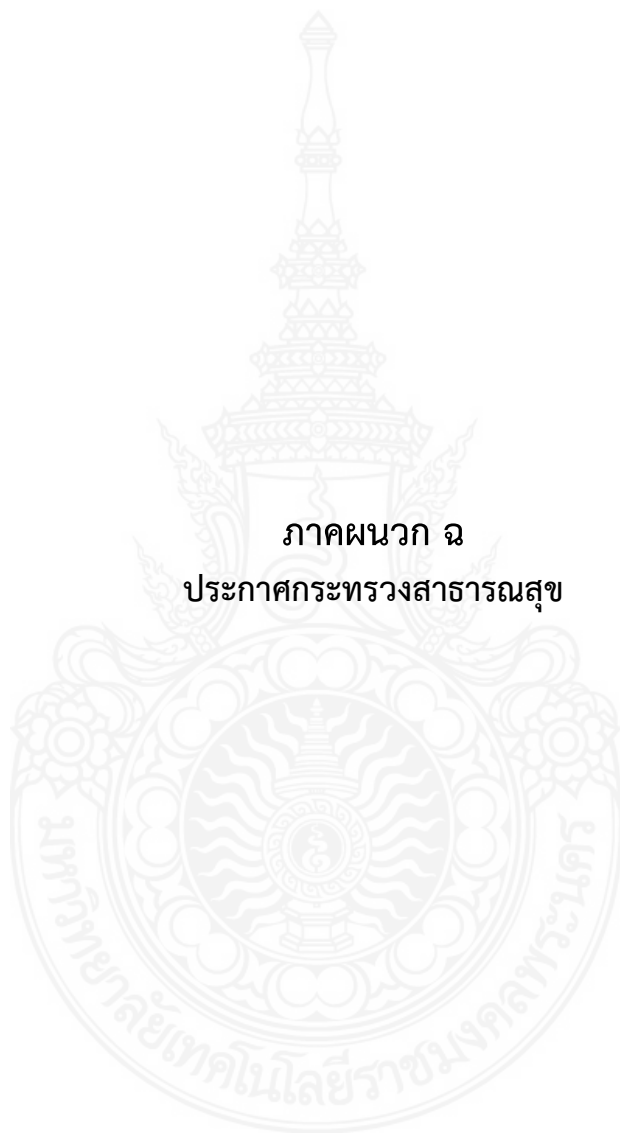 ภาคผนวก ฉ
ประกาศกระทรวงสาธารณสุข
มหาวิทยาลัยเทคโนโลยีราชมงคลพระนคร